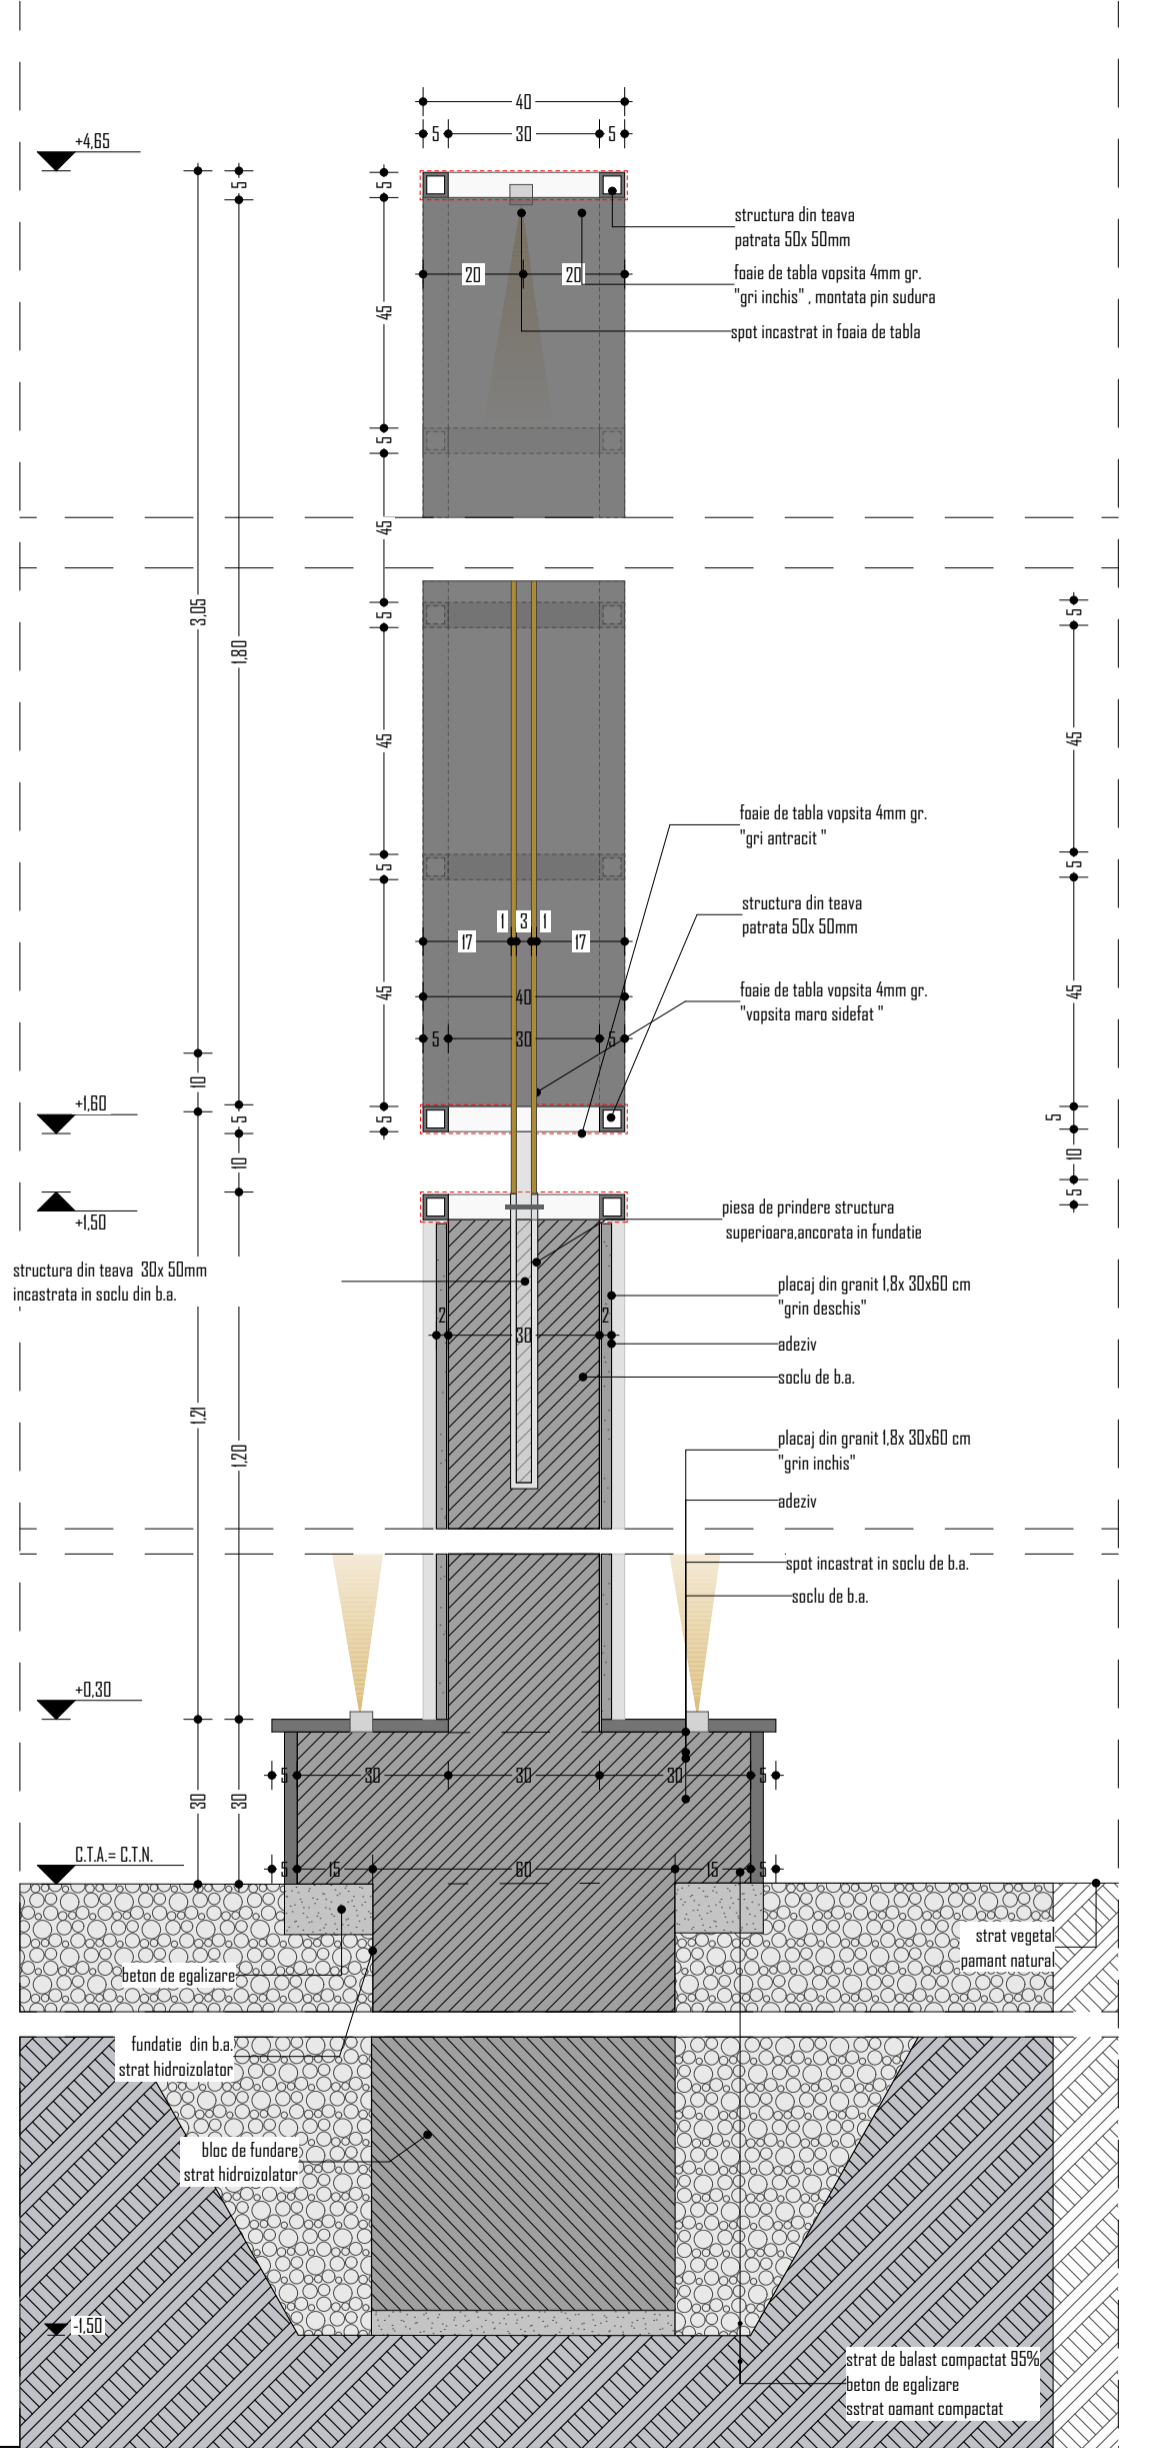 40
5 30 5
+4,65
5
5
structura din teava
patrata 50x 50mm
foaie de tabla vopsita 4mm gr.
"gri inchis" , montata pin sudura
20 20
45
spot incastrat in foaia de tabla
5
45
3,05
5
5
1,80
45
45
foaie de tabla vopsita 4mm gr.
"gri antracit "
5
5
structura din teava
patrata 50x 50mm
1 3 1
17 17
foaie de tabla vopsita 4mm gr.
"vopsita maro sidefat "
45
40
45
5 30 5
10
+1,60
5
5
5
10
10
5
+1,50
piesa de prindere structura
superioara,ancorata in fundatie
structura din teava 30x 50mm
incastrata in soclu din b.a.
placaj din granit 1,8x 30x60 cm
"grin deschis"
2 30 2
adeziv
soclu de b.a.
1,21
1,20
placaj din granit 1,8x 30x60 cm
"grin inchis"
adeziv
spot incastrat in soclu de b.a.
soclu de b.a.
+0,30
5 30 30 30 5
30
30
C.T.A.= C.T.N.
5 15 60 15 5
strat vegetal
pamant natural
beton de egalizare
fundatie din b.a.
strat hidroizolator
bloc de fundare
strat hidroizolator
-1,50
strat de balast compactat 95%
beton de egalizare
sstrat oamant compactat